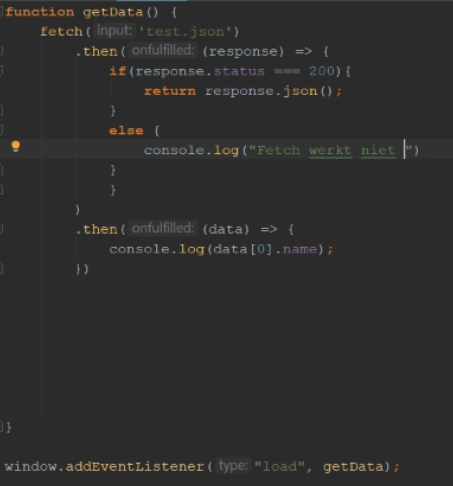 function getData() {
fetch( input: 'test.json')
.then( onfulfilled: (response) => {
if(response.status === 200){
return response.json();
}
else {
console.log("Fetch werkt niet ")
}
}
)
.then( onfulfilled: (data) => {
console.log(data[0].name);
})
}
window.addEventListener( type: "load", getData);